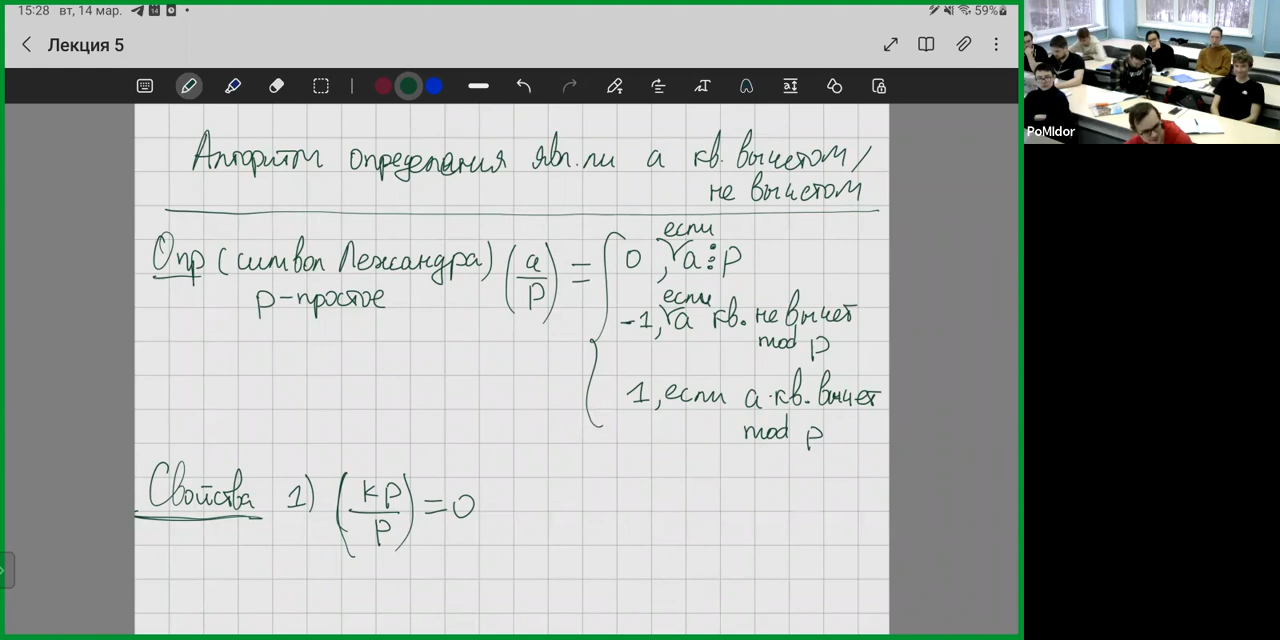 15:28 вт, 14 мар.
59%
Лекция 5
PoMIdor
Алгоритм определения явл. ли a кв. вычетом /
не вычетом
Опр (символ Лежандра) (a/p) = { 0, если a ⋮ p
p - простое
-1, если a кв. не вычет
mod p
1, если a кв. вычет
mod p
Свойства 1) (kp/p) = 0